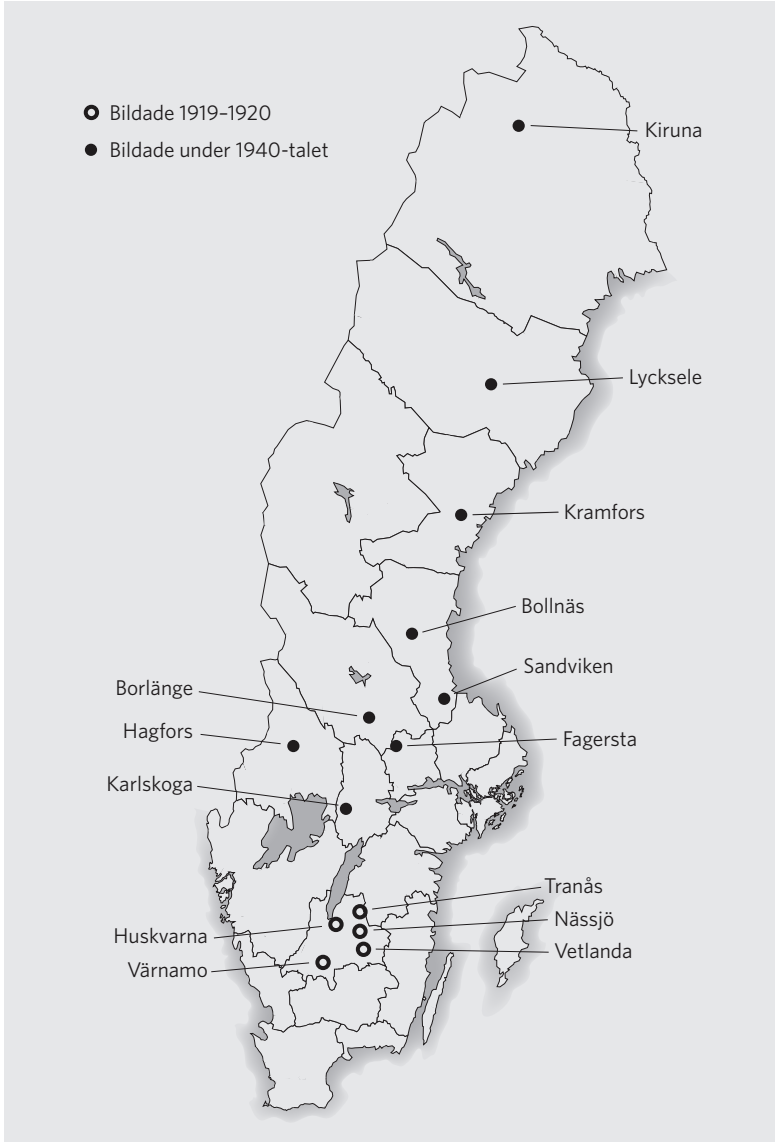 Bildade 1919–1920
Bildade under 1940-talet
Kiruna
Lycksele
Kramfors
Bollnäs
Sandviken
Borlänge
Hagfors
Fagersta
Karlskoga
Tranås
Nässjö
Huskvarna
Vetlanda
Värnamo